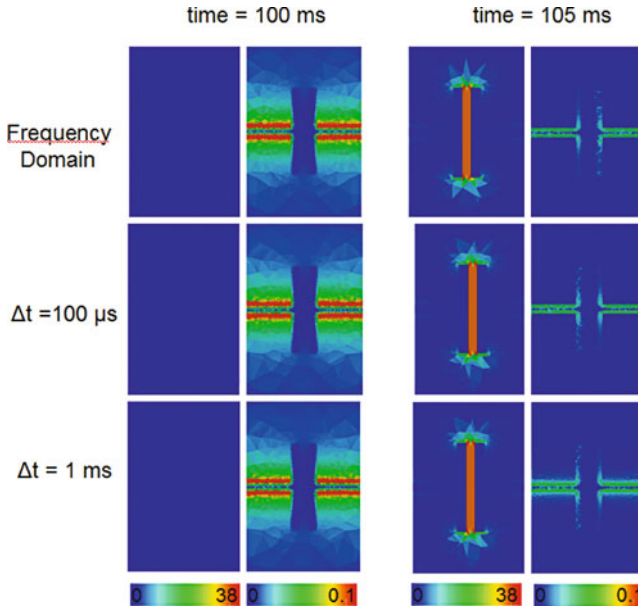 time = 100 ms
time = 105 ms
Frequency
Domain
Δt =100 µs
Δt = 1 ms
0 38
0 0.1
0 38
0 0.1